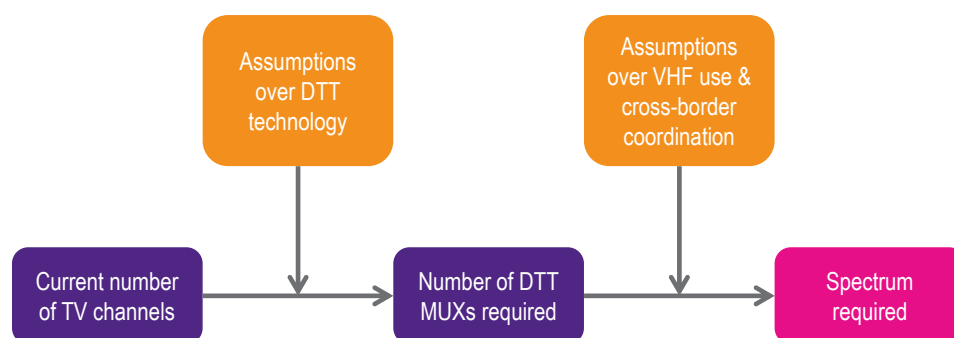 Assumptions
over DTT
technology
Assumptions
over VHF use &
cross-border
coordination
Current number
of TV channels
Number of DTT
MUXs required
Spectrum
required